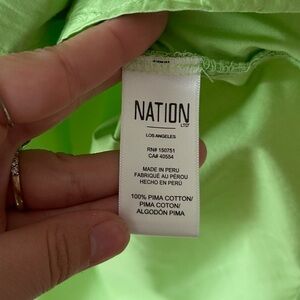 NATION
LTD
LOS ANGELES
RN# 150751
CA# 40554
MADE IN PERU
FABRIQUÉ AU PÉROU
HECHO EN PERÚ
100% PIMA COTTON/
PIMA COTON/
ALGODÓN PIMA